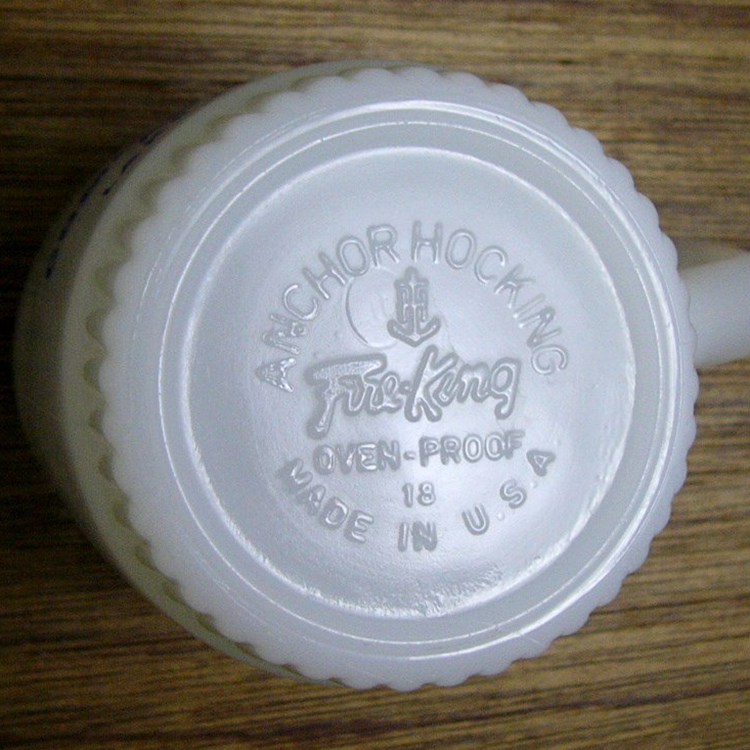 ANCHOR HOCKING
Fire-King
OVEN-PROOF
18
MADE IN U.S.A